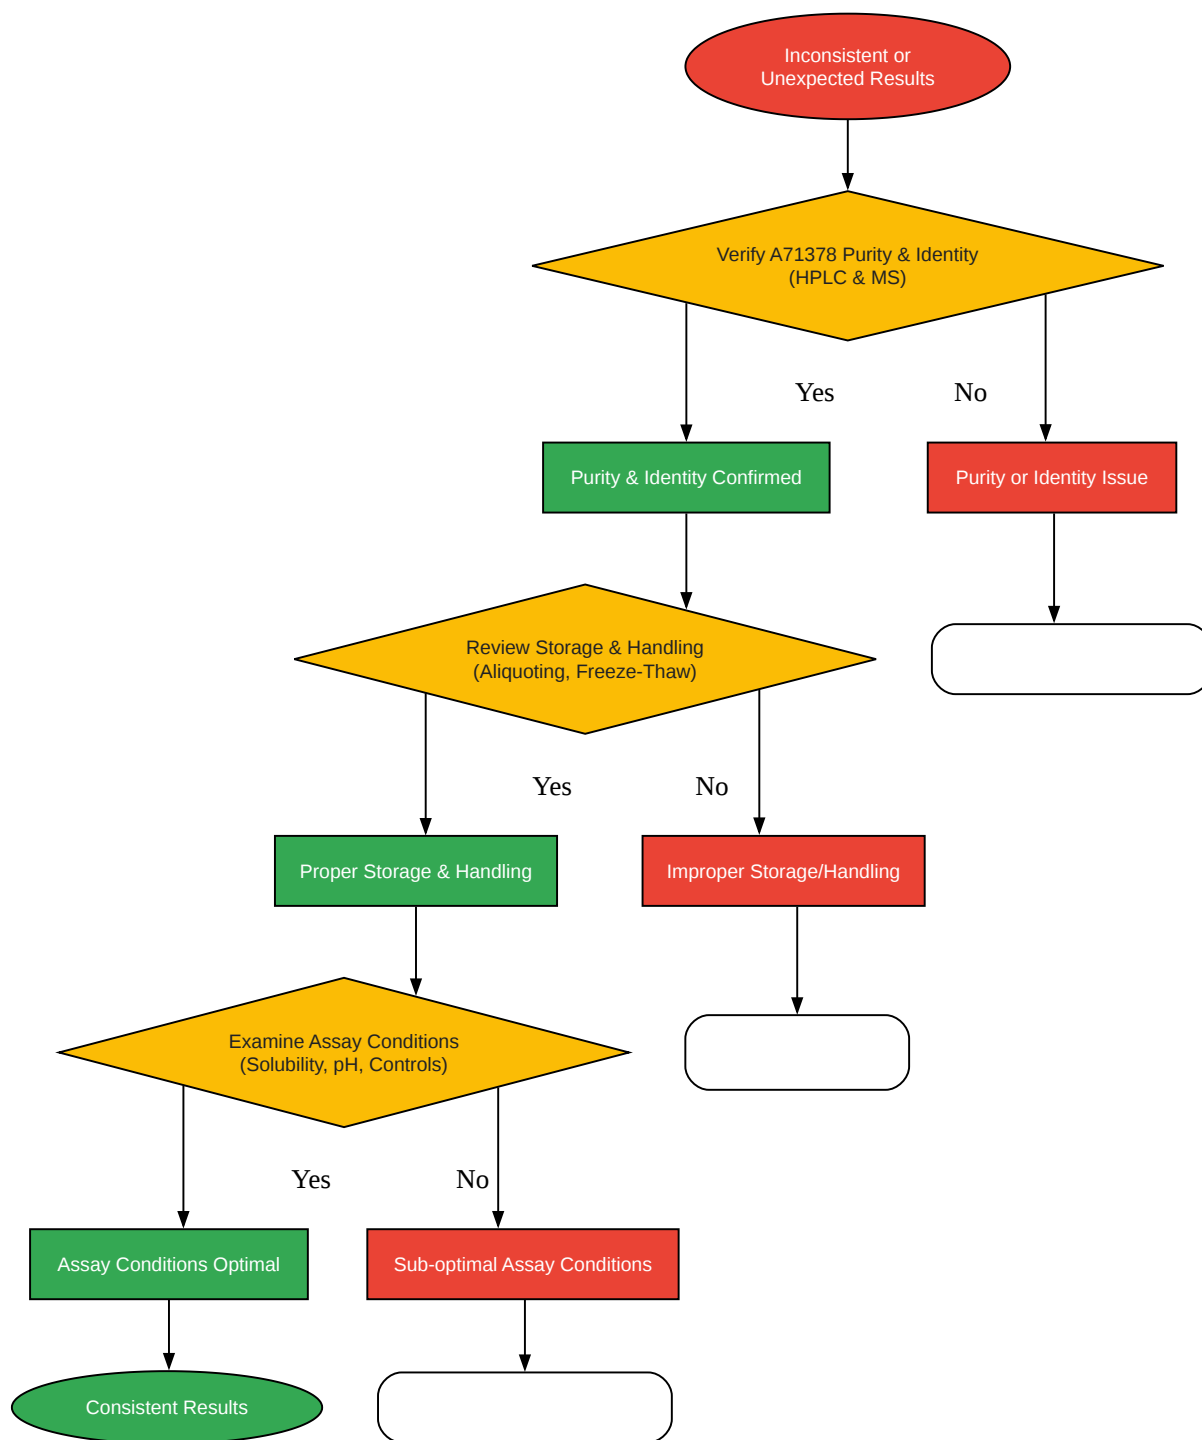 Inconsistent or
Unexpected Results
Verify A71378 Purity & Identity
(HPLC & MS)
Yes
No
Purity & Identity Confirmed
Purity or Identity Issue
Review Storage & Handling
(Aliquoting, Freeze-Thaw)
Yes
No
Proper Storage & Handling
Improper Storage/Handling
Examine Assay Conditions
(Solubility, pH, Controls)
Yes
No
Assay Conditions Optimal
Sub-optimal Assay Conditions
Consistent Results